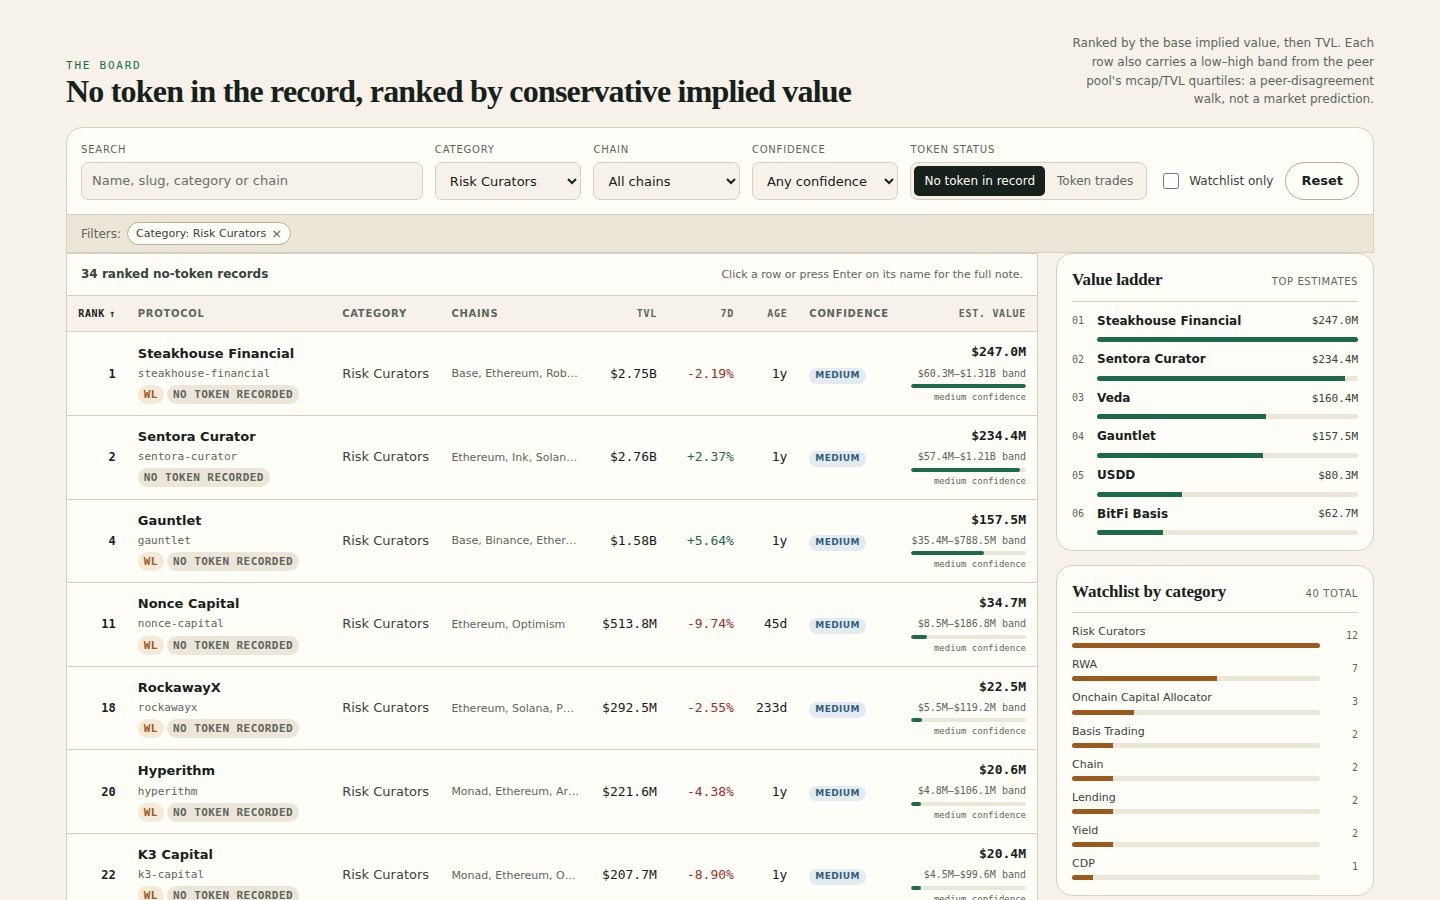 THE BOARD
No token in the record, ranked by conservative implied value
Ranked by the base implied value, then TVL. Each
row also carries a low–high band from the peer
pool's mcap/TVL quartiles: a peer-disagreement
walk, not a market prediction.
SEARCH CATEGORY CHAIN CONFIDENCE TOKEN STATUS
Name, slug, category or chain Risk Curators All chains Any confidence No token in record Token trades Watchlist only Reset
Filters: Category: Risk Curators ×
34 ranked no-token records Click a row or press Enter on its name for the full note.
RANK ↑ PROTOCOL CATEGORY CHAINS TVL 7D AGE CONFIDENCE EST. VALUE
Steakhouse Financial $247.0M
1 steakhouse-financial Risk Curators Base, Ethereum, Rob… $2.75B -2.19% 1y MEDIUM $60.3M–$1.31B band
WL NO TOKEN RECORDED medium confidence
Sentora Curator $234.4M
2 sentora-curator Risk Curators Ethereum, Ink, Solan… $2.76B +2.37% 1y MEDIUM $57.4M–$1.21B band
NO TOKEN RECORDED medium confidence
Gauntlet $157.5M
4 gauntlet Risk Curators Base, Binance, Ether… $1.58B +5.64% 1y MEDIUM $35.4M–$788.5M band
WL NO TOKEN RECORDED medium confidence
Nonce Capital $34.7M
11 nonce-capital Risk Curators Ethereum, Optimism $513.8M -9.74% 45d MEDIUM $8.5M–$186.8M band
WL NO TOKEN RECORDED medium confidence
RockawayX $22.5M
18 rockawayx Risk Curators Ethereum, Solana, P… $292.5M -2.55% 233d MEDIUM $5.5M–$119.2M band
WL NO TOKEN RECORDED medium confidence
Hyperithm $20.6M
20 hyperithm Risk Curators Monad, Ethereum, Ar… $221.6M -4.38% 1y MEDIUM $4.8M–$106.1M band
WL NO TOKEN RECORDED medium confidence
K3 Capital $20.4M
22 k3-capital Risk Curators Monad, Ethereum, O… $207.7M -8.90% 1y MEDIUM $4.5M–$99.6M band
WL NO TOKEN RECORDED medium confidence
Value ladder TOP ESTIMATES
01 Steakhouse Financial $247.0M
02 Sentora Curator $234.4M
03 Veda $160.4M
04 Gauntlet $157.5M
05 USDD $80.3M
06 BitFi Basis $62.7M
Watchlist by category 40 TOTAL
Risk Curators 12
RWA 7
Onchain Capital Allocator 3
Basis Trading 2
Chain 2
Lending 2
Yield 2
CDP 1